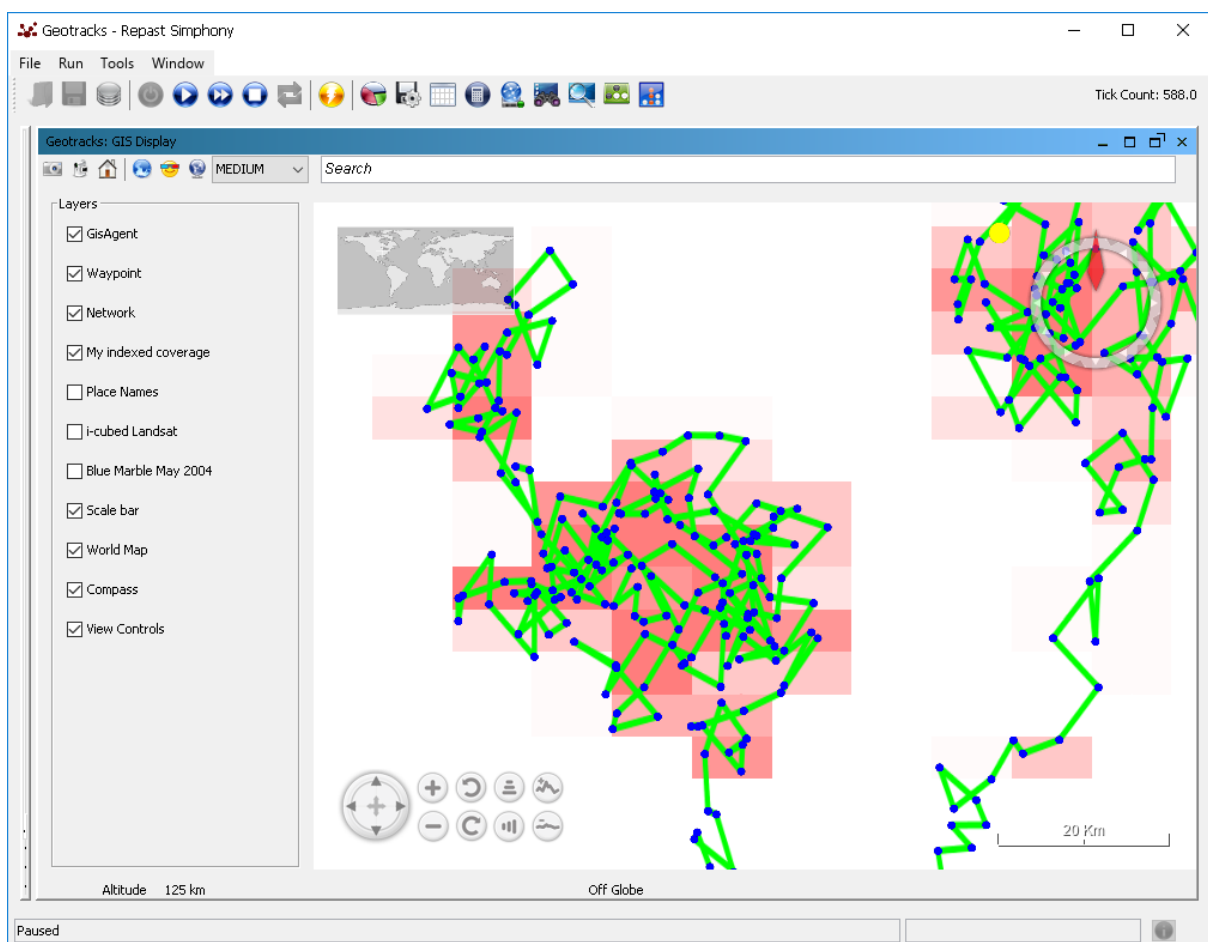 Geotracks - Repast Simphony
File Run Tools Window
Tick Count: 588.0
Geotracks: GIS Display
MEDIUM
Search
Layers
GisAgent
Waypoint
Network
My indexed coverage
Place Names
i-cubed Landsat
Blue Marble May 2004
Scale bar
World Map
Compass
View Controls
20 Km
Altitude 125 km
Off Globe
Paused